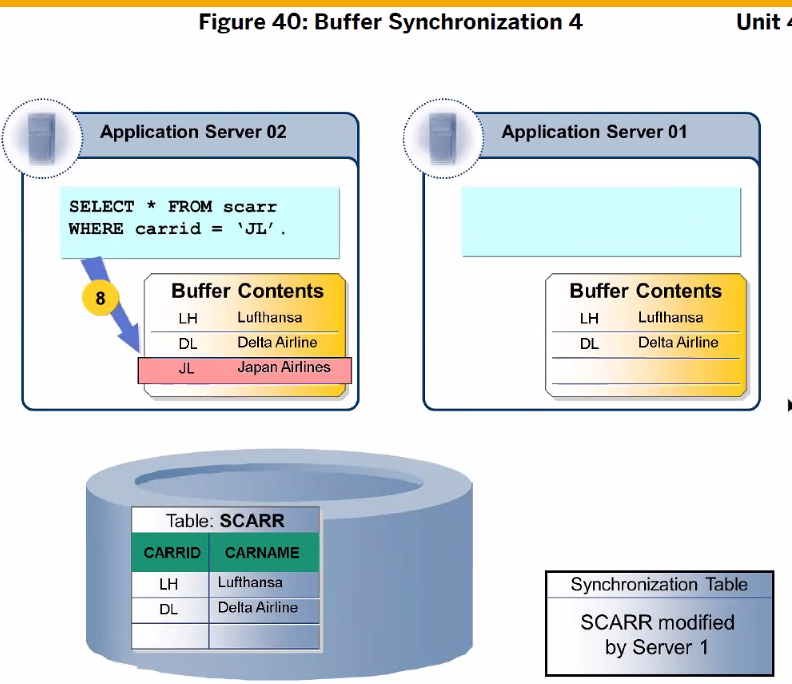 Figure 40: Buffer Synchronization 4
Unit 4
Application Server 02
SELECT * FROM scarr
WHERE carrid = ‘JL’.
8
Buffer Contents
LH Lufthansa
DL Delta Airline
JL Japan Airlines
Application Server 01
Buffer Contents
LH Lufthansa
DL Delta Airline
Table: SCARR
CARRID CARNAME
LH Lufthansa
DL Delta Airline
Synchronization Table
SCARR modified
by Server 1